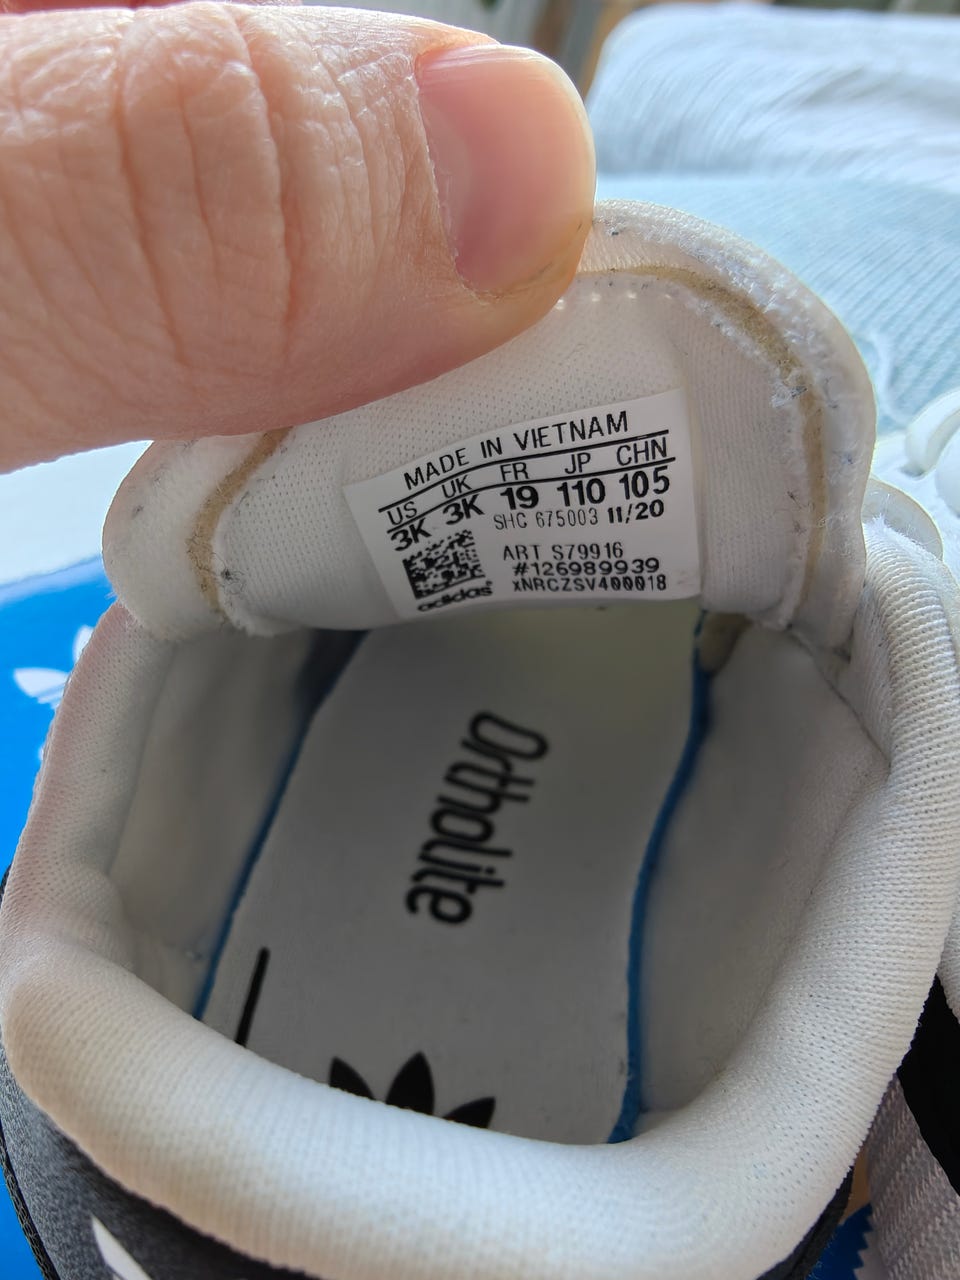 MADE IN VIETNAM
US UK FR JP CHN
3K 3K 19 110 105
SHC 675003 11/20
ART S79916
#126989939
XNRCZSV400018
adidas
Ortholite